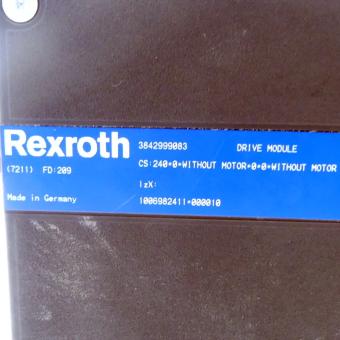 Rexroth 3842999083 DRIVE MODULE
CS:240*0*WITHOUT MOTOR*0*0*WITHOUT MOTOR
(7211) FD:209
IzX:
Made in Germany 1006982411*000010